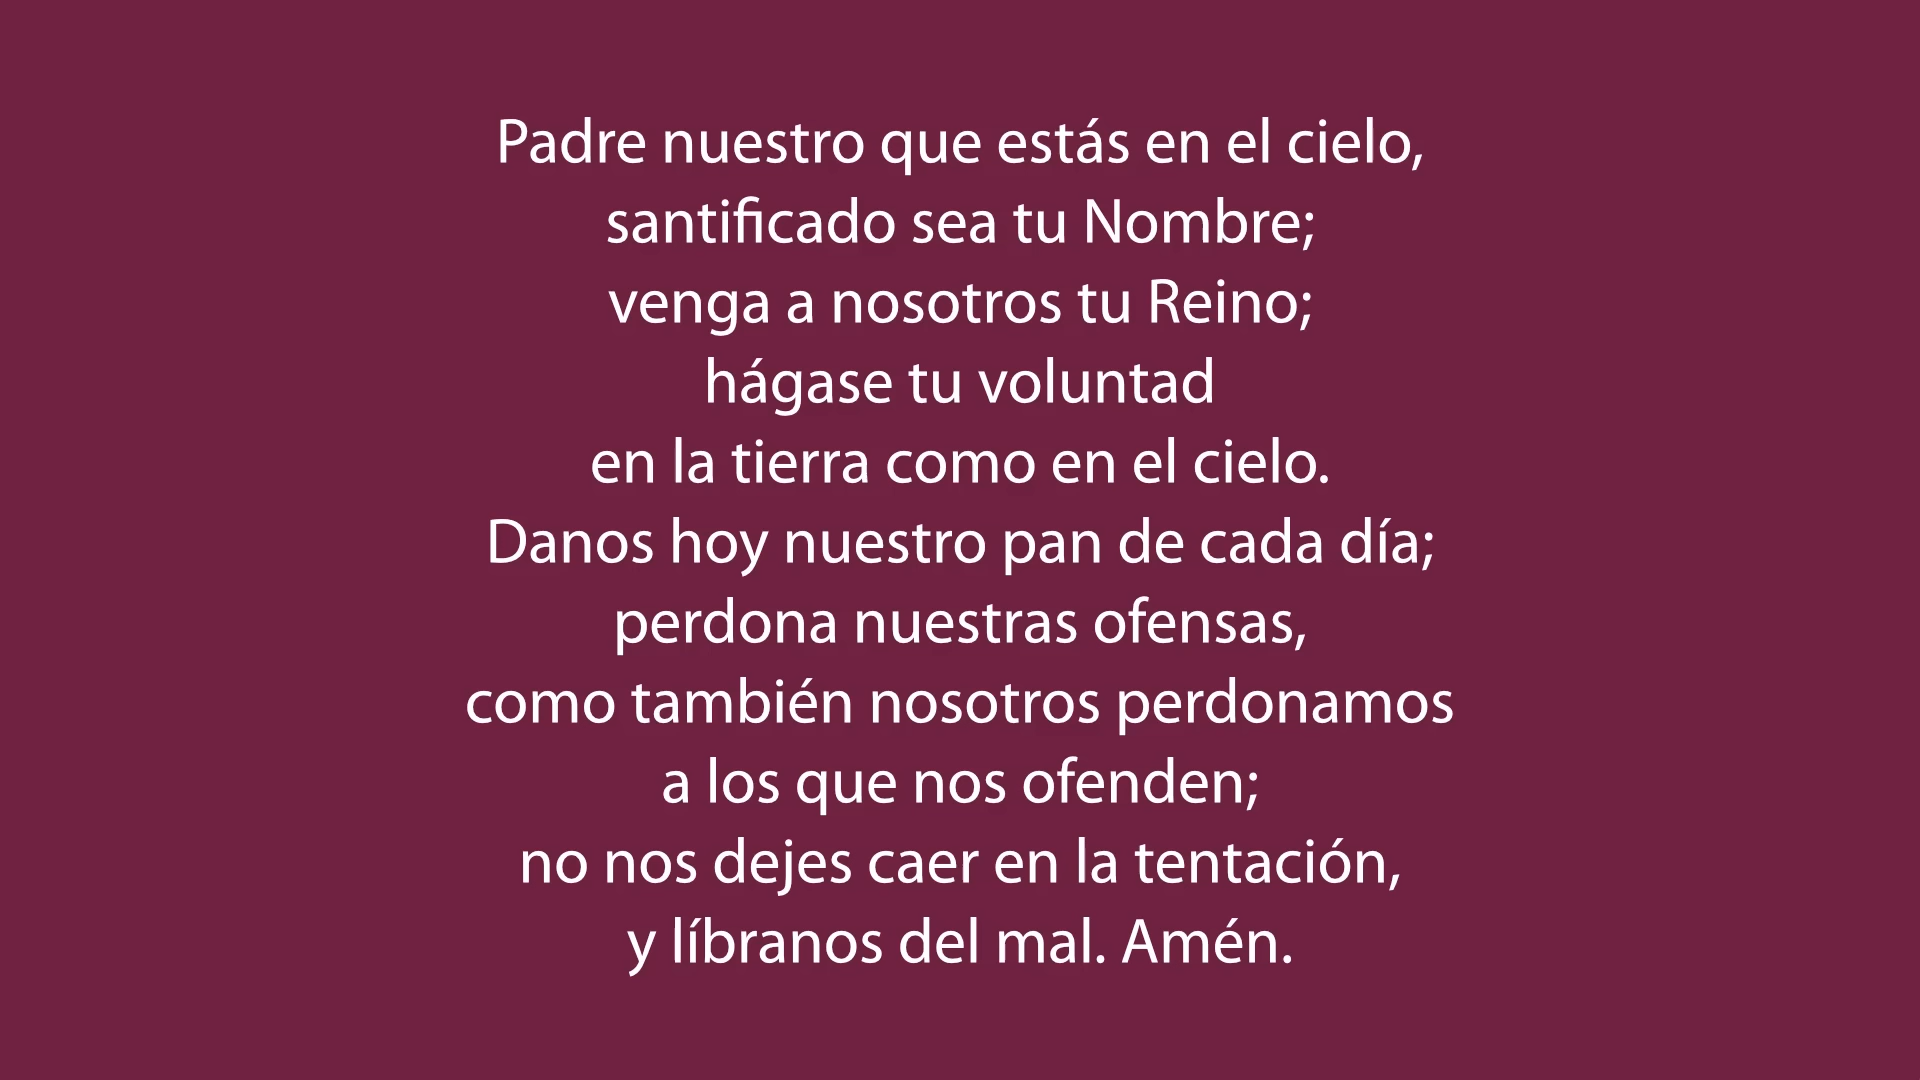 Padre nuestro que estás en el cielo,
santificado sea tu Nombre;
venga a nosotros tu Reino;
hágase tu voluntad
en la tierra como en el cielo.
Danos hoy nuestro pan de cada día;
perdona nuestras ofensas,
como también nosotros perdonamos
a los que nos ofenden;
no nos dejes caer en la tentación,
y líbranos del mal. Amén.